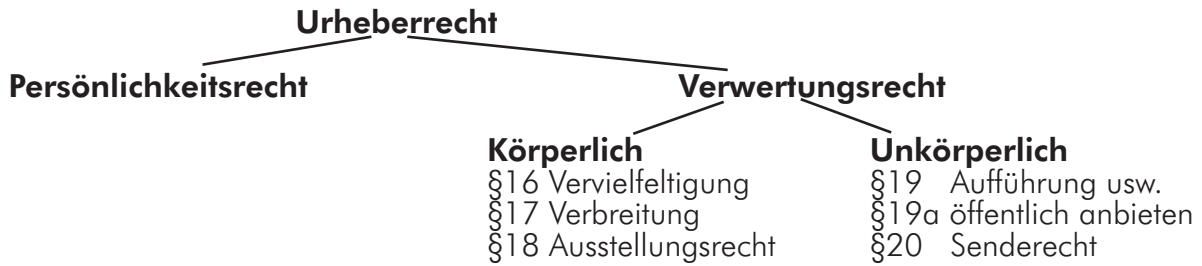 Urheberrecht
Persönlichkeitsrecht
Verwertungsrecht
Körperlich
§16 Vervielfeltigung
§17 Verbreitung
§18 Ausstellungsrecht
Unkörperlich
§19 Aufführung usw.
§19a öffentlich anbieten
§20 Senderecht